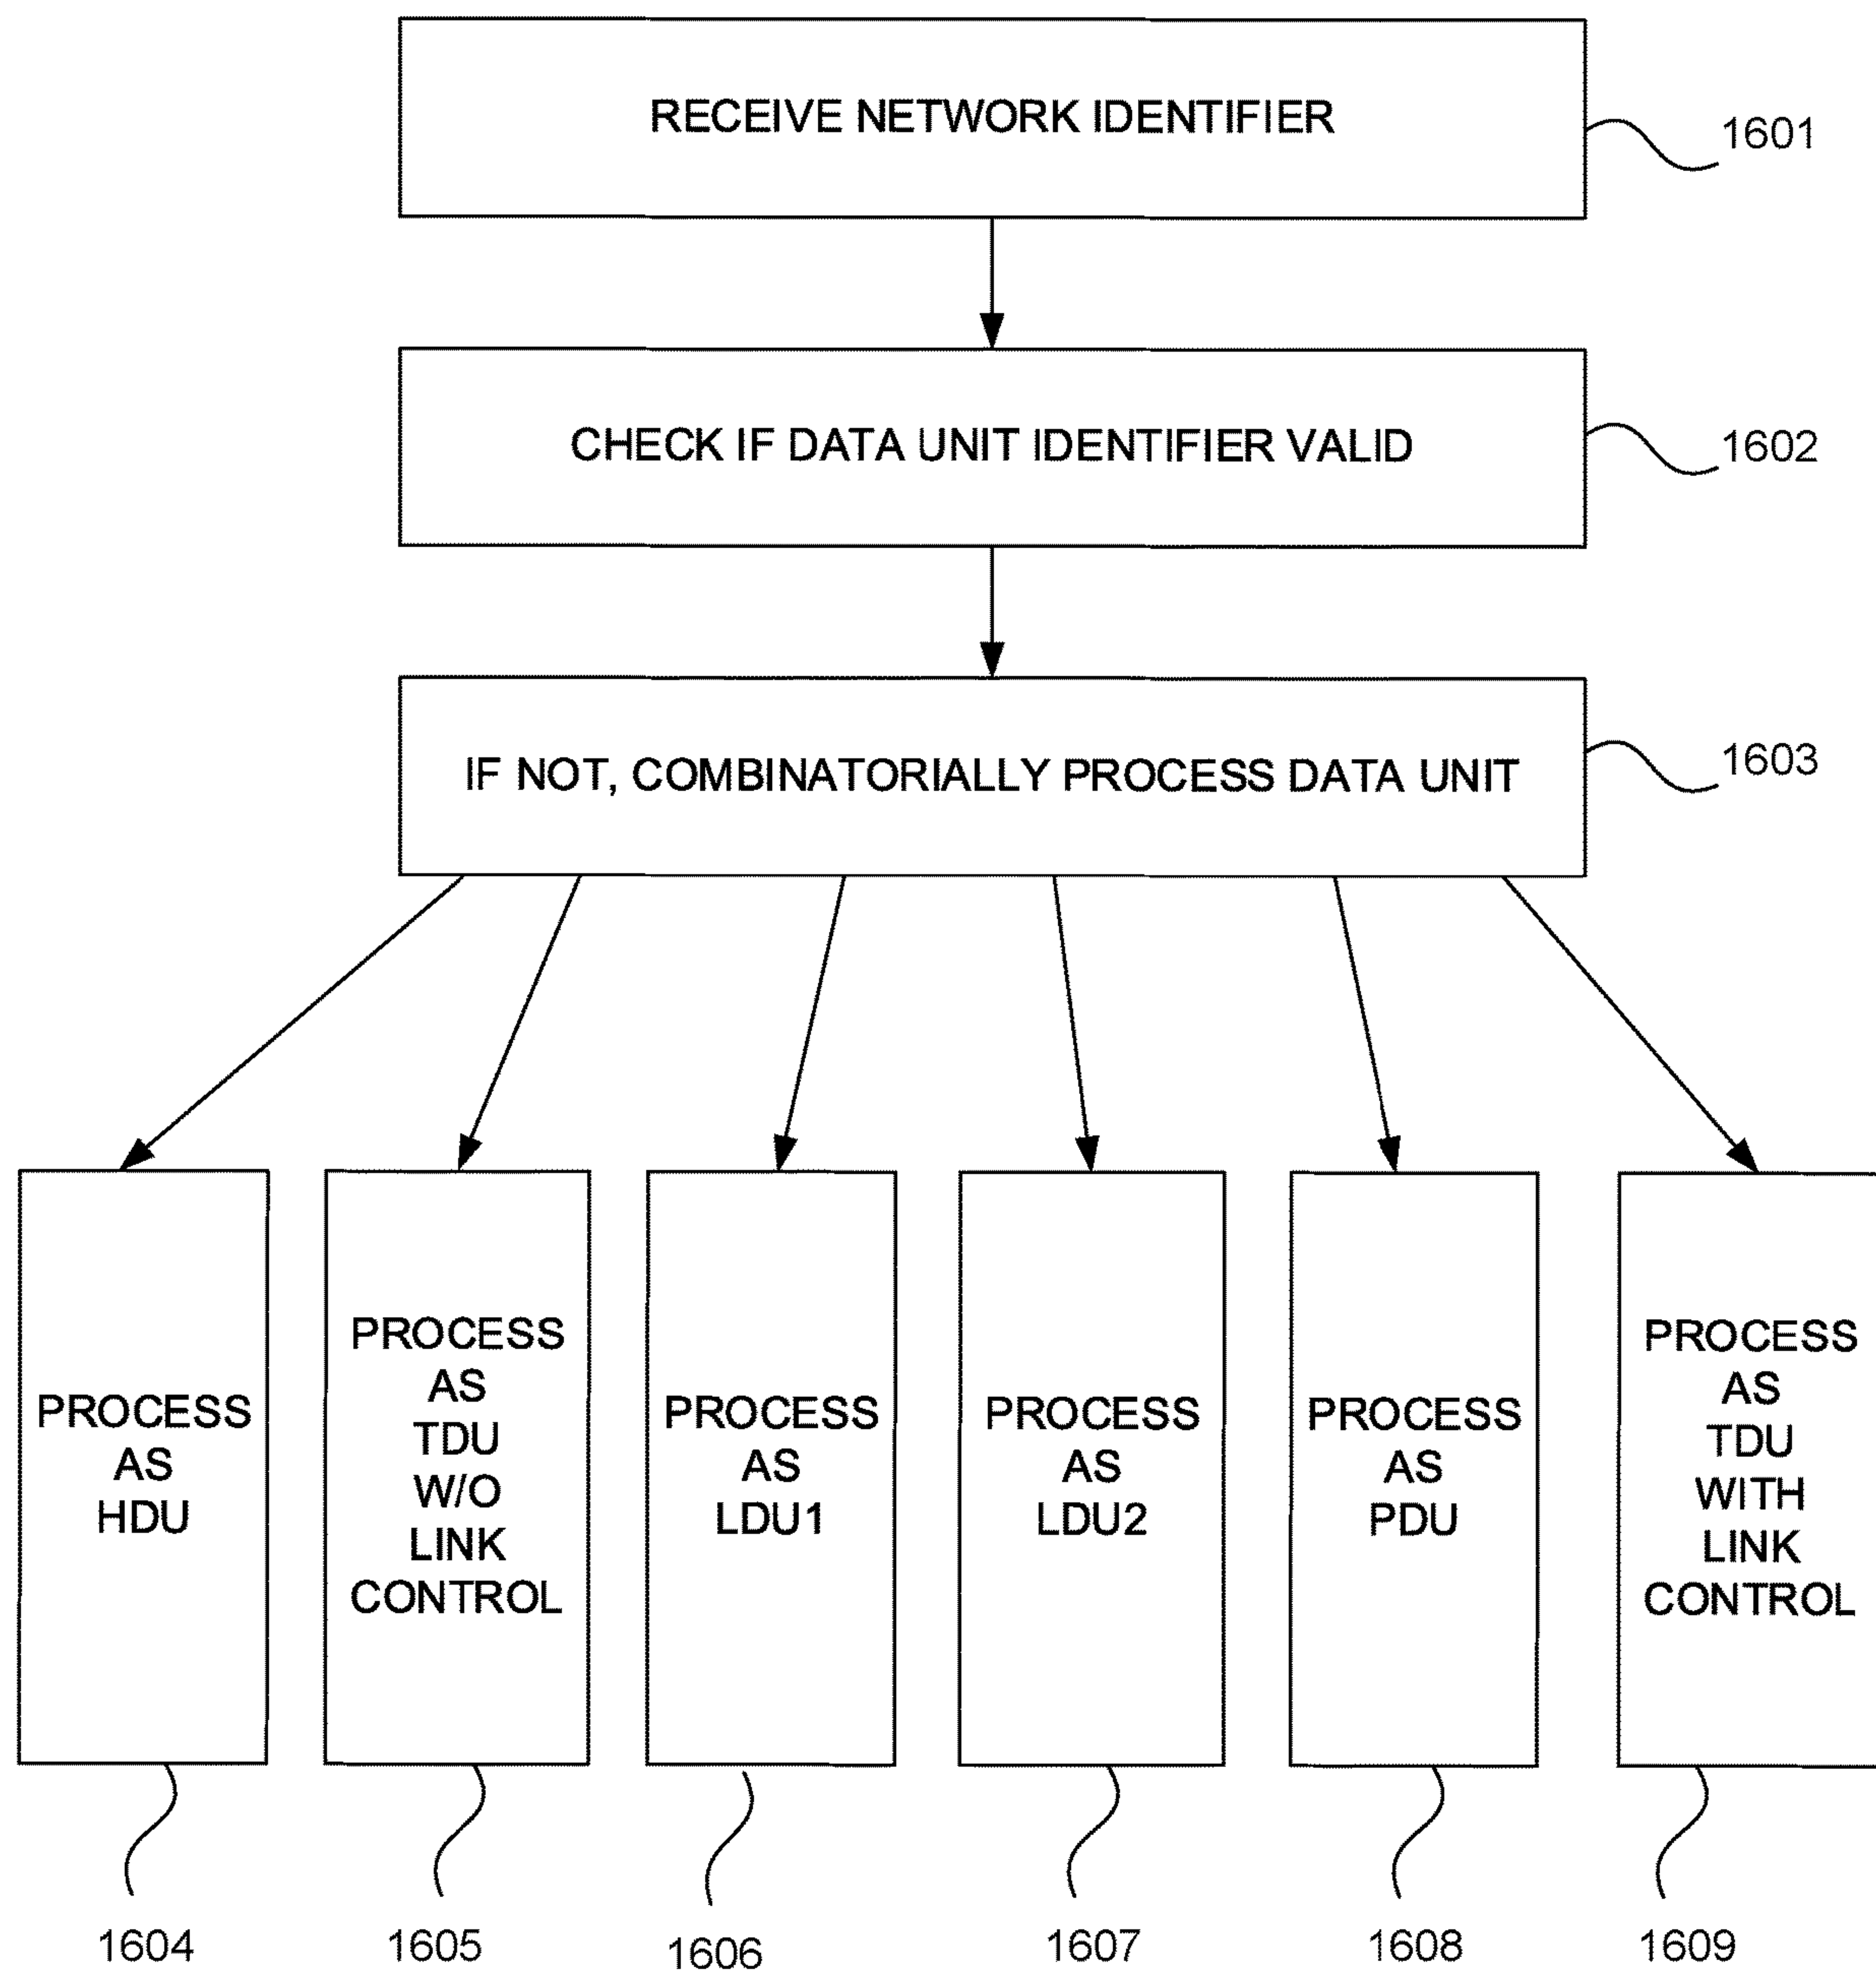 RECEIVE NETWORK IDENTIFIER
1601
CHECK IF DATA UNIT IDENTIFIER VALID
1602
IF NOT, COMBINATORIALLY PROCESS DATA UNIT
1603
PROCESS
AS
HDU
PROCESS
AS
TDU
W/O
LINK
CONTROL
PROCESS
AS
LDU1
PROCESS
AS
LDU2
PROCESS
AS
PDU
PROCESS
AS
TDU
WITH
LINK
CONTROL
1604
1605
1606
1607
1608
1609